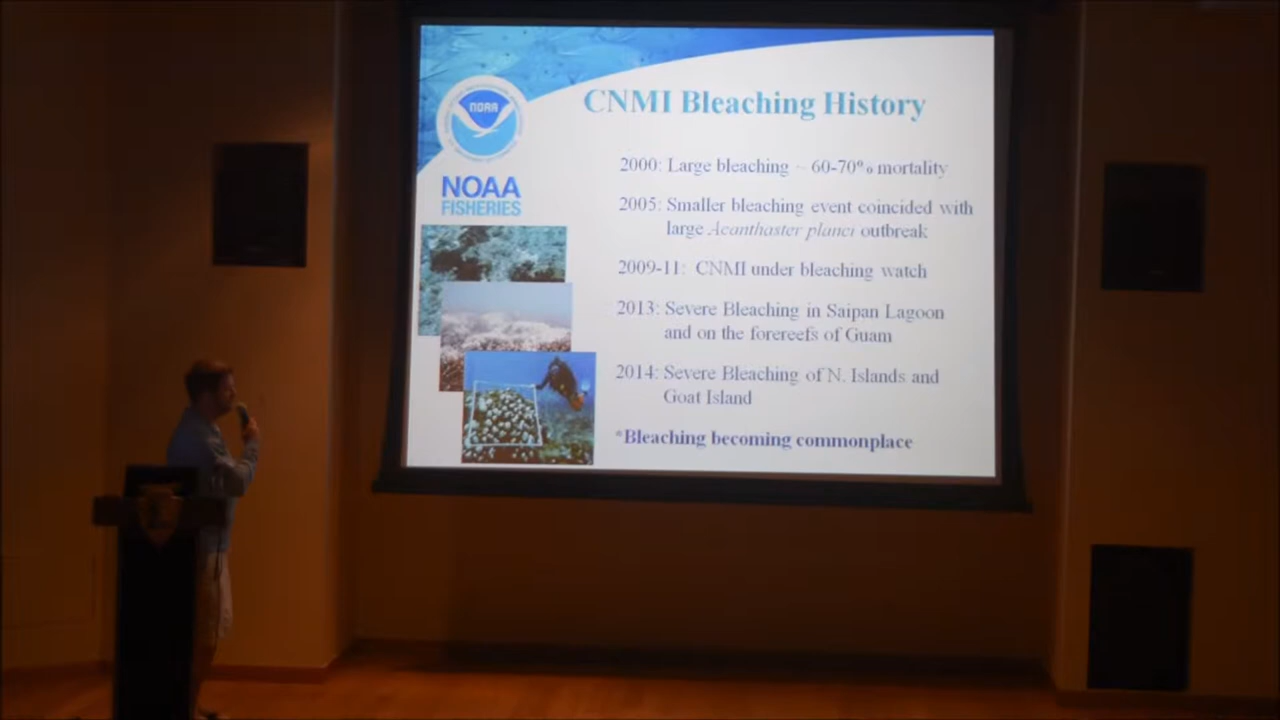 CNMI Bleaching History
NOAA
NOAA
FISHERIES
2000: Large bleaching ~ 60-70% mortality
2005: Smaller bleaching event coincided with
large Acanthaster planci outbreak
2009-11: CNMI under bleaching watch
2013: Severe Bleaching in Saipan Lagoon
and on the forereefs of Guam
2014: Severe Bleaching of N. Islands and
Goat Island
*Bleaching becoming commonplace